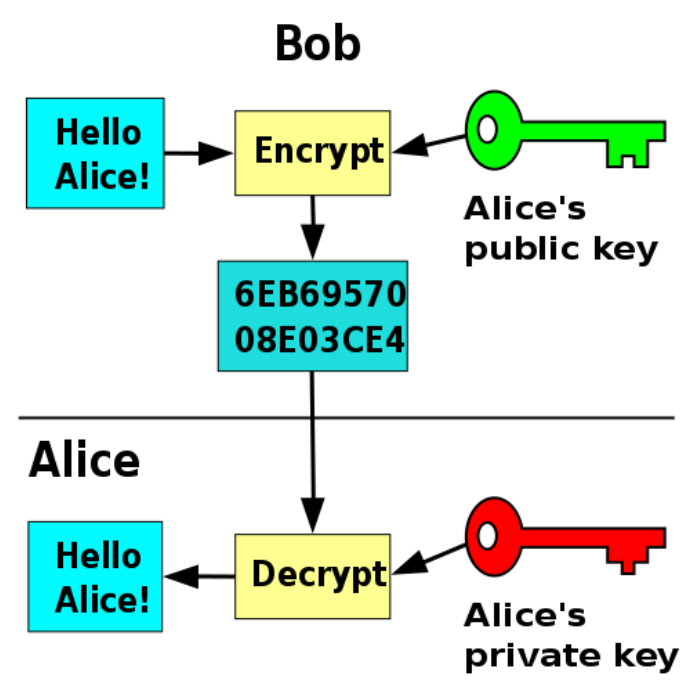 Bob
Hello
Alice!
Encrypt
Alice's
public key
6EB69570
08E03CE4
Alice
Hello
Alice!
Decrypt
Alice's
private key